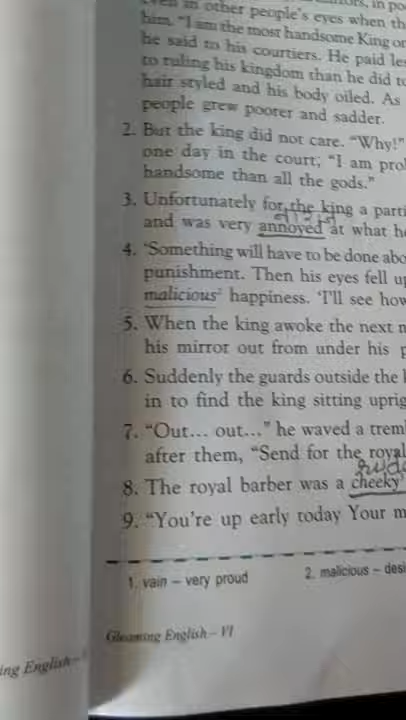 in other people's eyes when th
him. "I am the most handsome King or
he said to his courtiers. He paid les
to ruling his kingdom than he did to
hair styled and his body oiled. As
people grew poorer and sadder.
2. But the king did not care. "Why!"
one day in the court; "I am prob
handsome than all the gods."
3. Unfortunately for the king a parti
and was very annoyed at what he
4. 'Something will have to be done abo
punishment. Then his eyes fell up
malicious² happiness. 'I'll see how
5. When the king awoke the next m
his mirror out from under his p
6. Suddenly the guards outside the
in to find the king sitting uprig
7. "Out... out..." he waved a trem
after them, "Send for the royal
rude
8. The royal barber was a cheeky
9. "You're up early today Your m
1. vain – very proud 2. malicious – desi
Gleaming English – VI
ing English –